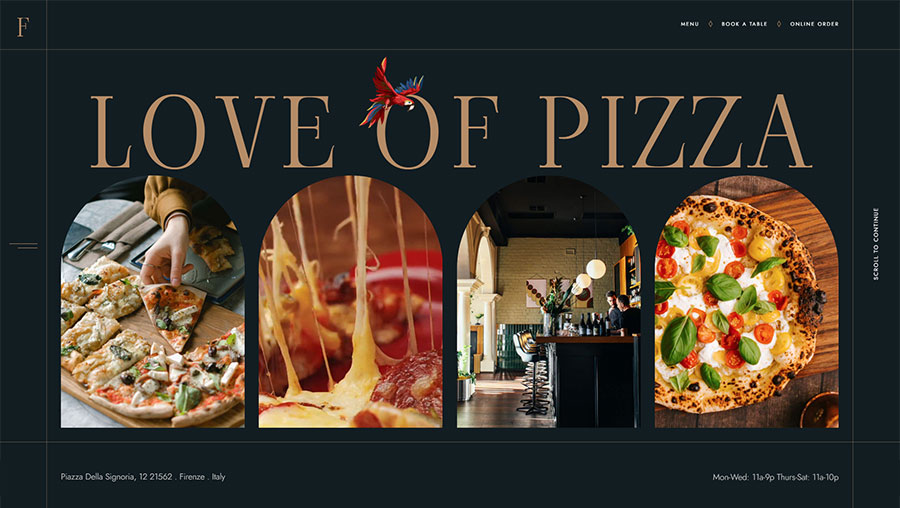 F
MENU ◊ BOOK A TABLE ◊ ONLINE ORDER
LOVE OF PIZZA
SCROLL TO CONTINUE
Piazza Della Signoria, 12 21562 . Firenze . Italy
Mon-Wed: 11a-9p Thurs-Sat: 11a-10p